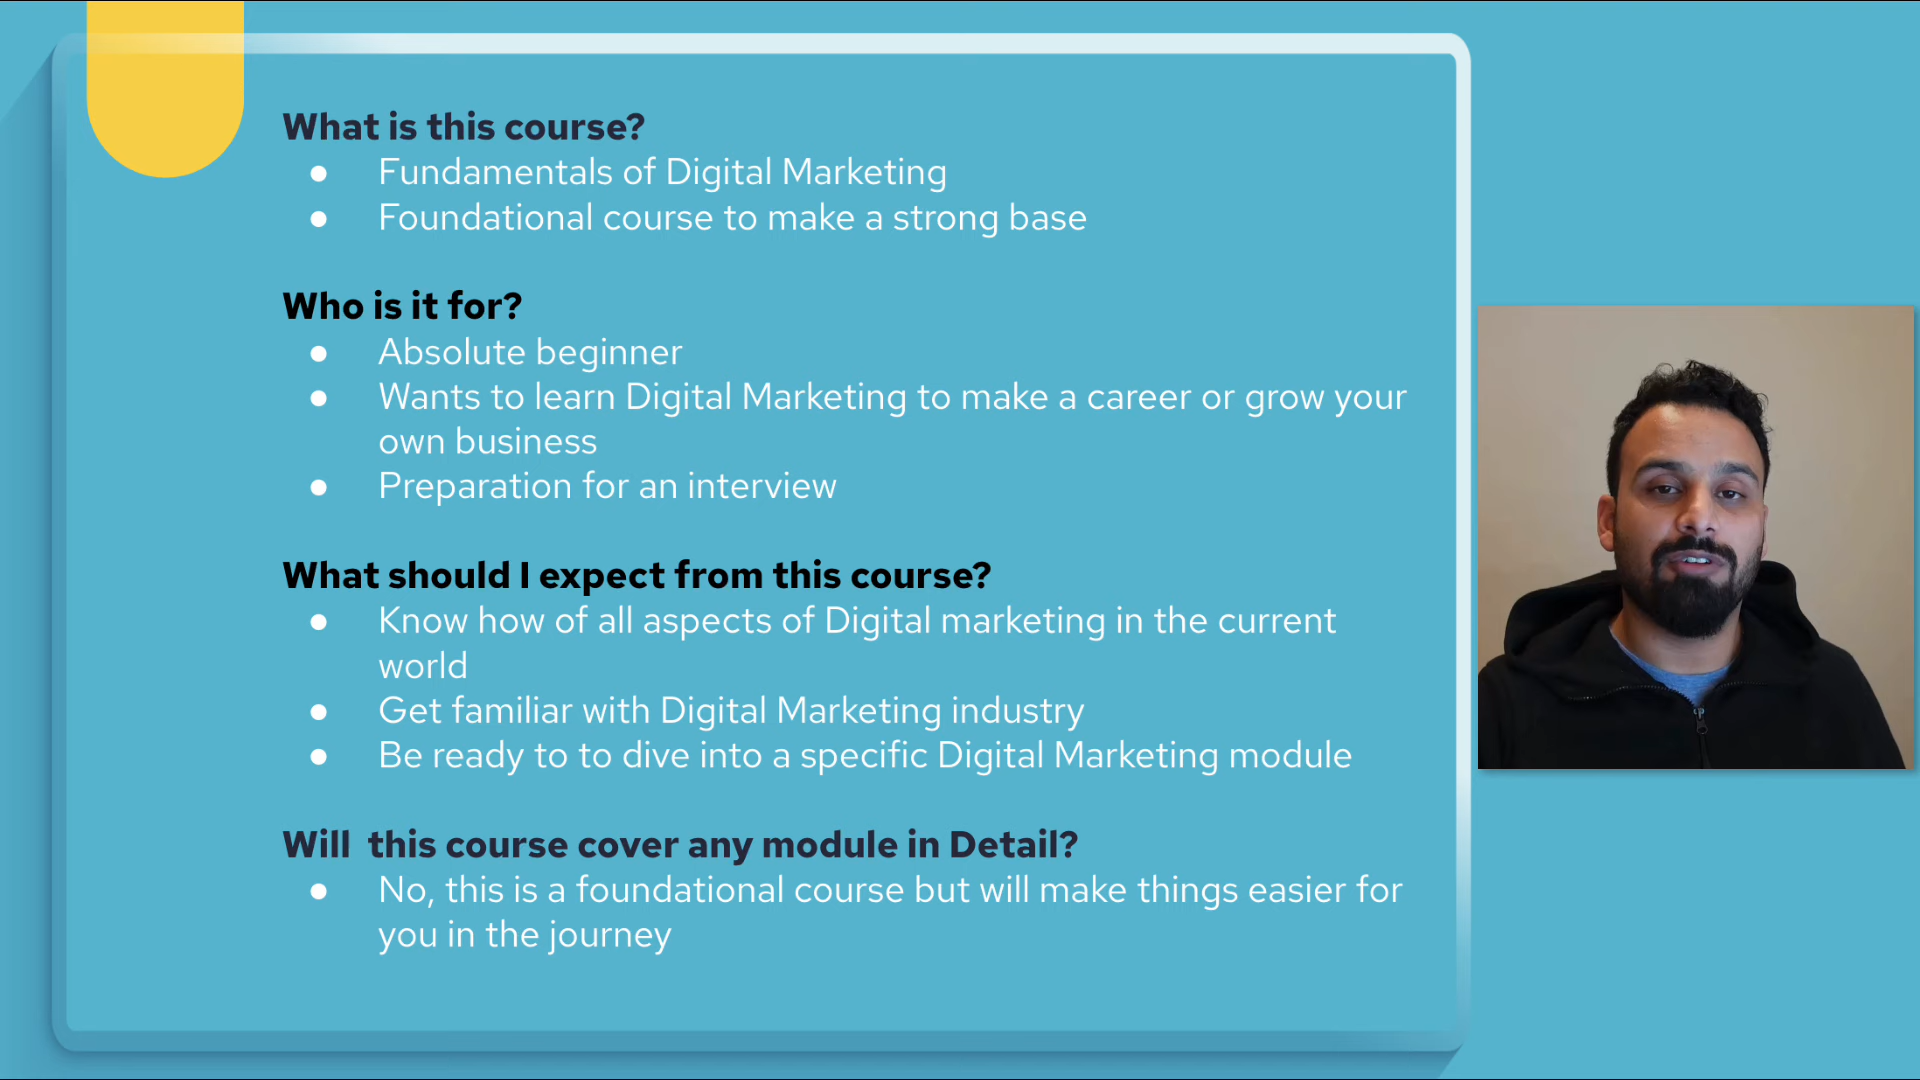 What is this course?
● Fundamentals of Digital Marketing
● Foundational course to make a strong base
Who is it for?
● Absolute beginner
● Wants to learn Digital Marketing to make a career or grow your
own business
● Preparation for an interview
What should I expect from this course?
● Know how of all aspects of Digital marketing in the current
world
● Get familiar with Digital Marketing industry
● Be ready to to dive into a specific Digital Marketing module
Will this course cover any module in Detail?
● No, this is a foundational course but will make things easier for
you in the journey